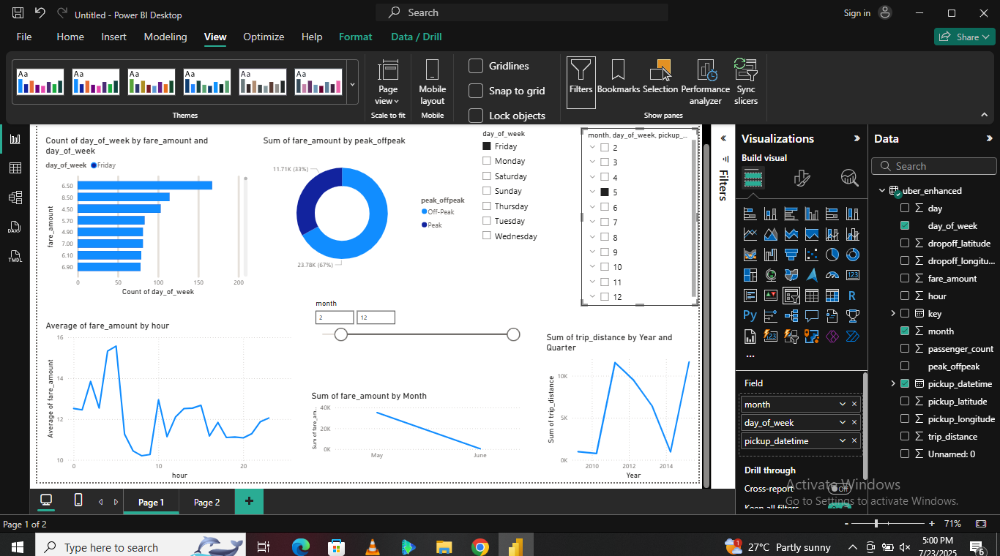 Untitled - Power BI Desktop
Search
Sign in
File Home Insert Modeling View Optimize Help Format Data / Drill
Share
Aa Aa Aa Aa Aa Aa
Themes
Page view
Scale to fit
Mobile layout
Mobile
Gridlines
Snap to grid
Lock objects
Filters
Bookmarks
Selection
Performance analyzer
Sync slicers
Show panes
Count of day_of_week by fare_amount and
day_of_week
day_of_week Friday
fare_amount
6.50
8.50
4.50
5.70
4.90
7.00
6.10
6.90
0 50 100 150 200
Count of day_of_week
Sum of fare_amount by peak_offpeak
11.71K (33%)
23.78K (67%)
peak_offpeak
Off-Peak
Peak
day_of_week
Friday
Monday
Saturday
Sunday
Thursday
Tuesday
Wednesday
month, day_of_week, pickup_...
2
3
4
5
6
7
8
9
10
11
12
month
2 12
Average of fare_amount by hour
Average of fare_amount
16
14
12
10
0 20
hour
Sum of fare_amount by Month
Sum of fare_am...
40K
20K
0K
May June
Sum of trip_distance by Year and
Quarter
Sum of trip_distance
10K
5K
0K
2010 2012 2014
Year
Filters
Visualizations
Build visual
123
R
Py
123
...
Field
month
day_of_week
pickup_datetime
Drill through
Cross-report
Off
Keep all filters
Data
Search
uber_enhanced
day
day_of_week
dropoff_latitude
dropoff_longitu...
fare_amount
hour
key
month
passenger_count
peak_offpeak
pickup_datetime
pickup_latitude
pickup_longitude
trip_distance
Unnamed: 0
Activate Windows
Go to Settings to activate Windows.
DAX
TMDL
Page 1
Page 2
+
Page 1 of 2
- + 71%
Type here to search
1
27°C Partly sunny
5:00 PM
7/23/2025
6